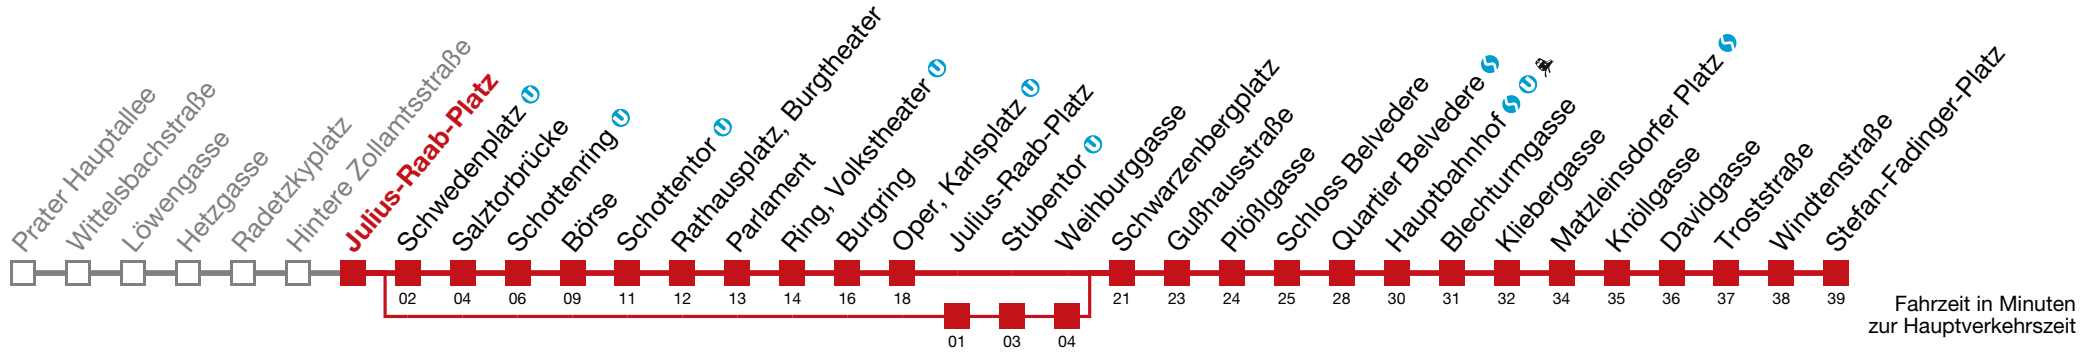 Prater Hauptallee
Wittelsbachstraße
Löwengasse
Hetzgasse
Radetzkyplatz
Hintere Zollamtsstraße
Julius-Raab-Platz
Schwedenplatz U
Salztorbrücke
Schottenring U
Börse
Schottentor U
Rathausplatz, Burgtheater
Parlament
Ring, Volkstheater U
Burgring
Oper, Karlsplatz U
Julius-Raab-Platz
Stubentor U
Weihburggasse
Schwarzenbergplatz
Gußhausstraße
Plößlgasse
Schloss Belvedere
Quartier Belvedere S
Hauptbahnhof S U
Blechturmgasse
Kliebergasse
Matzleinsdorfer Platz S
Knöllgasse
Davidgasse
Troststraße
Windtenstraße
Stefan-Fadinger-Platz
02 04 06 09 11 12 13 14 16 18 21 23 24 25 28 30 31 32 34 35 36 37 38 39
01 03 04
Fahrzeit in Minuten
zur Hauptverkehrszeit